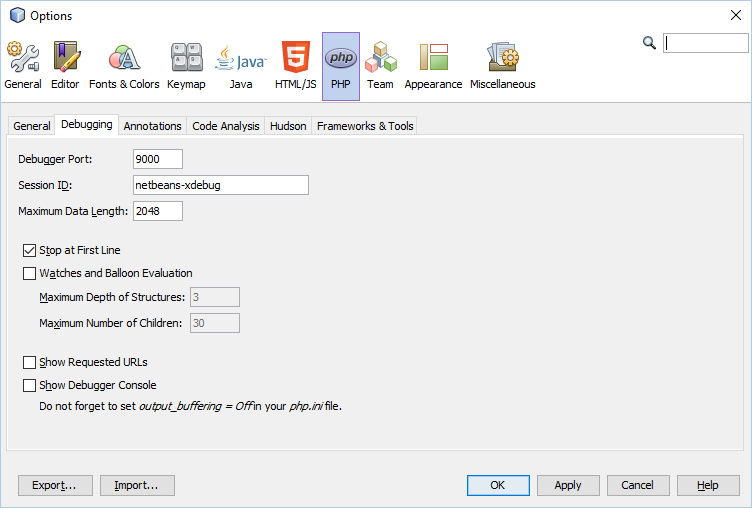 Options
General Editor Fonts & Colors Keymap Java HTML/JS PHP Team Appearance Miscellaneous
General Debugging Annotations Code Analysis Hudson Frameworks & Tools
Debugger Port: 9000
Session ID: netbeans-xdebug
Maximum Data Length: 2048
Stop at First Line
Watches and Balloon Evaluation
Maximum Depth of Structures: 3
Maximum Number of Children: 30
Show Requested URLs
Show Debugger Console
Do not forget to set output_buffering = Off in your php.ini file.
Export... Import... OK Apply Cancel Help